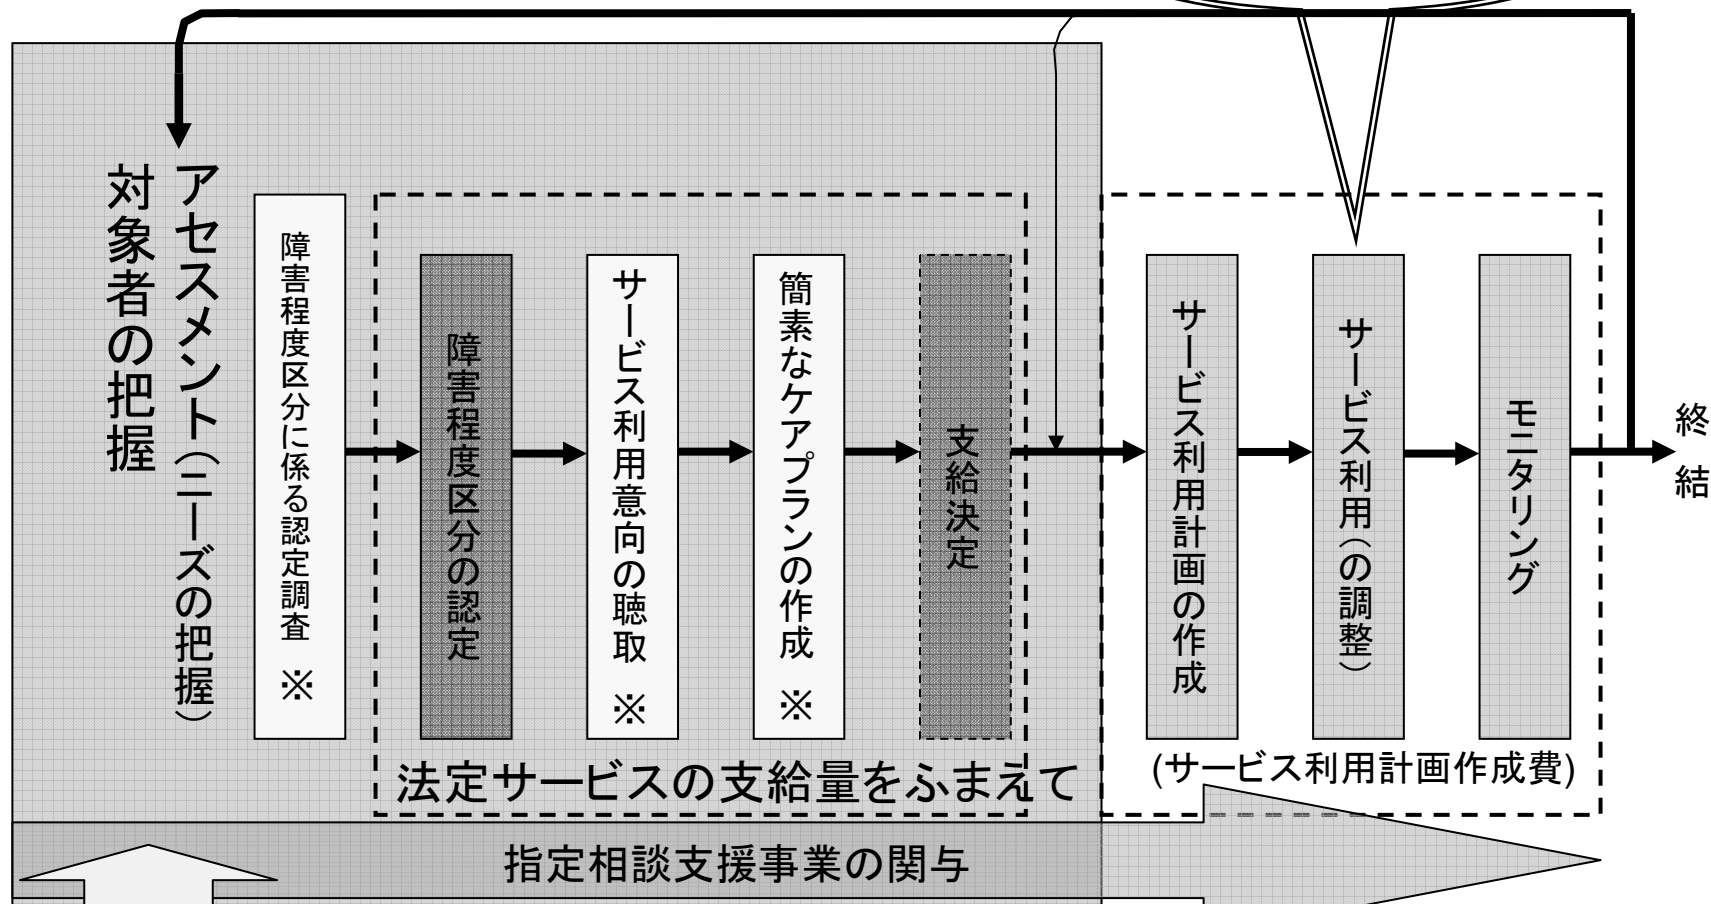 対象者の把握
アセスメント（ニーズの把握）
障害程度区分に係る認定調査 ※
障害程度区分の認定
サービス利用意向の聴取 ※
簡素なケアプランの作成 ※
支給決定
サービス利用計画の作成
サービス利用（の調整）
モニタリング
終結
法定サービスの支給量をふまえて
(サービス利用計画作成費)
指定相談支援事業の関与